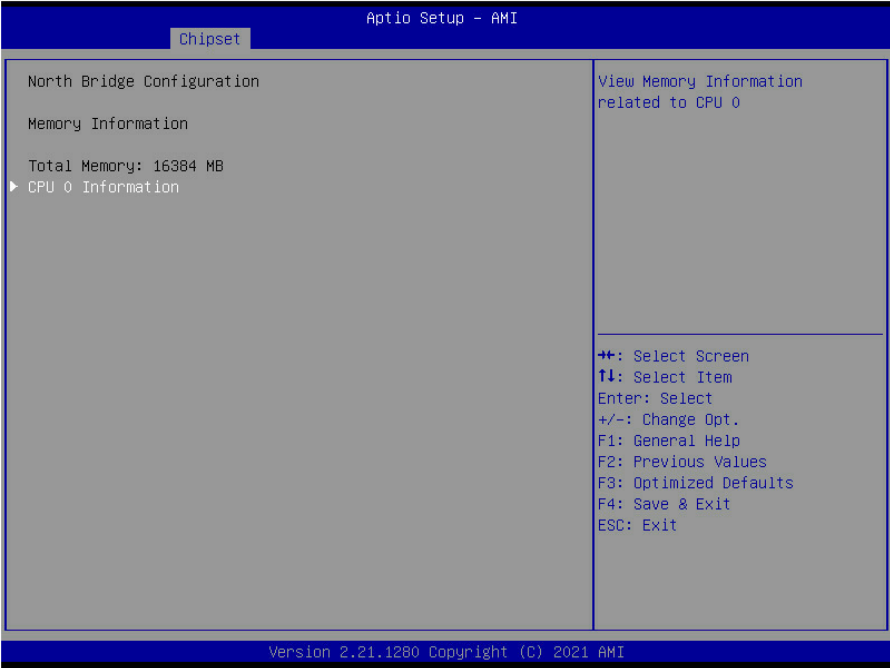 Aptio Setup – AMI
Chipset
North Bridge Configuration
Memory Information
Total Memory: 16384 MB
CPU 0 Information
View Memory Information
related to CPU 0
→←: Select Screen
↑↓: Select Item
Enter: Select
+/-: Change Opt.
F1: General Help
F2: Previous Values
F3: Optimized Defaults
F4: Save & Exit
ESC: Exit
Version 2.21.1280 Copyright (C) 2021 AMI